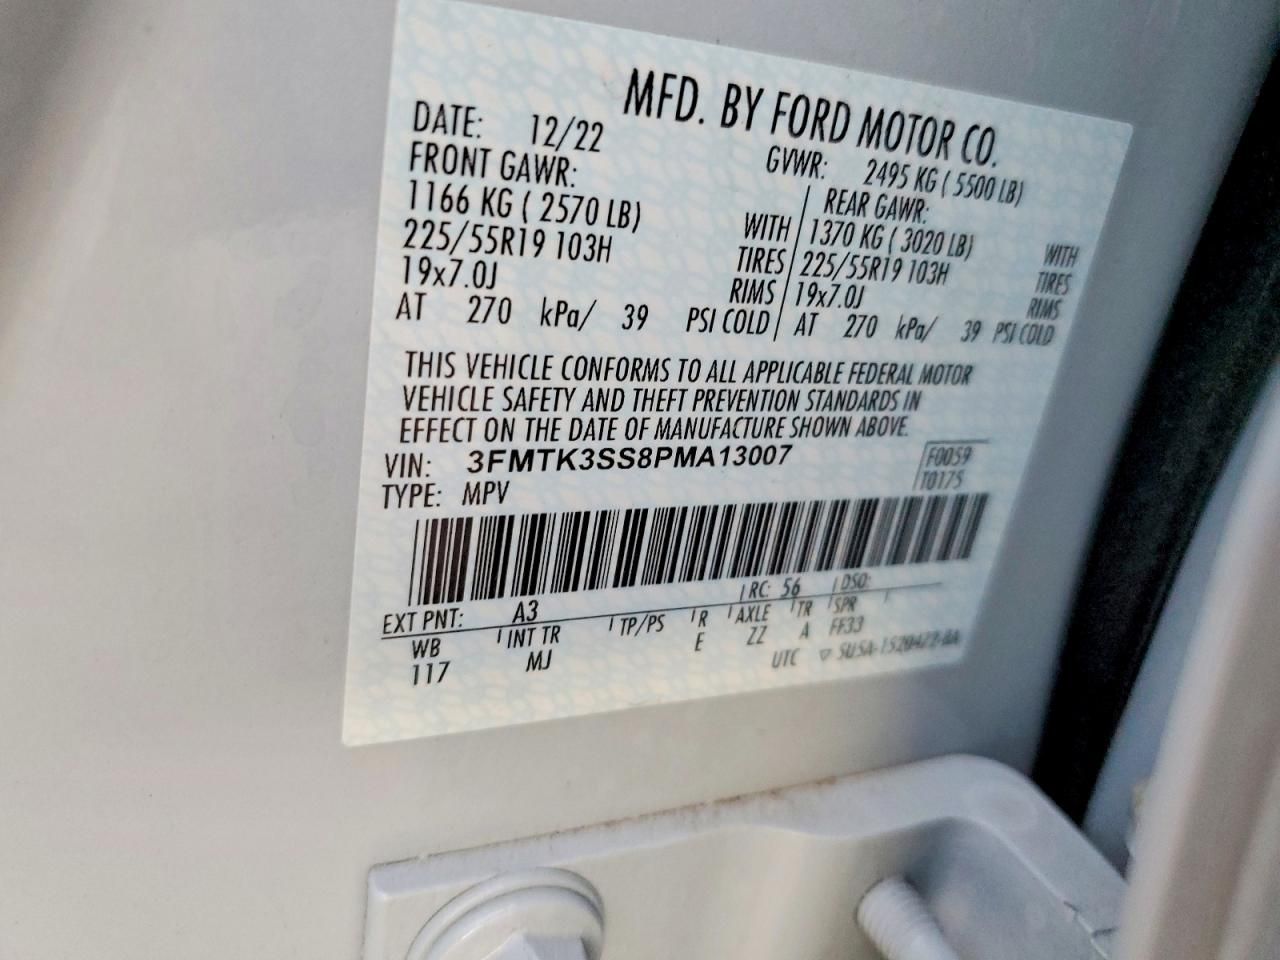 MFD. BY FORD MOTOR CO.
DATE: 12/22 GVWR: 2495 KG ( 5500 LB)
FRONT GAWR: REAR GAWR:
1166 KG ( 2570 LB) WITH 1370 KG ( 3020 LB) WITH
225/55R19 103H TIRES 225/55R19 103H TIRES
19x7.0J RIMS 19x7.0J RIMS
AT 270 kPa/ 39 PSI COLD AT 270 kPa/ 39 PSI COLD
THIS VEHICLE CONFORMS TO ALL APPLICABLE FEDERAL MOTOR
VEHICLE SAFETY AND THEFT PREVENTION STANDARDS IN
EFFECT ON THE DATE OF MANUFACTURE SHOWN ABOVE.
VIN: 3FMTK3SS8PMA13007 F0059
TYPE: MPV T0175
EXT PNT: A3 RC: 56 DSO:
WB INT TR TP/PS R AXLE TR SPR
117 MJ E ZZ A FF33
UTC